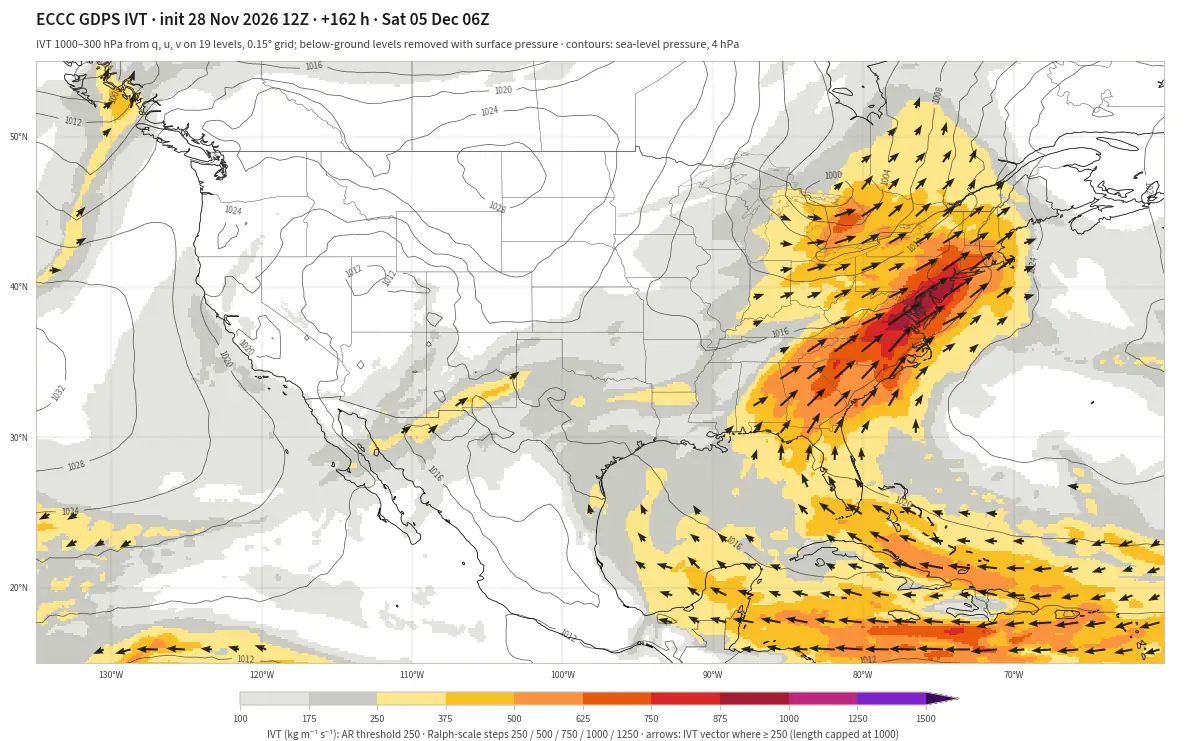 ECCC GDPS IVT · init 28 Nov 2026 12Z · +162 h · Sat 05 Dec 06Z
IVT 1000–300 hPa from q, u, v on 19 levels, 0.15° grid; below-ground levels removed with surface pressure · contours: sea-level pressure, 4 hPa
1016
1020
1024
1008
1012
50°N
1000
1004
1024
1028
1012
1012
40°N
1016
1020
1020
1032
30°N
1028
1016
1024
1016
20°N
1012
1012
1012
130°W
120°W
110°W
100°W
90°W
80°W
70°W
100
175
250
375
500
625
750
875
1000
1250
1500
IVT (kg m⁻¹ s⁻¹): AR threshold 250 · Ralph-scale steps 250 / 500 / 750 / 1000 / 1250 · arrows: IVT vector where ≥ 250 (length capped at 1000)